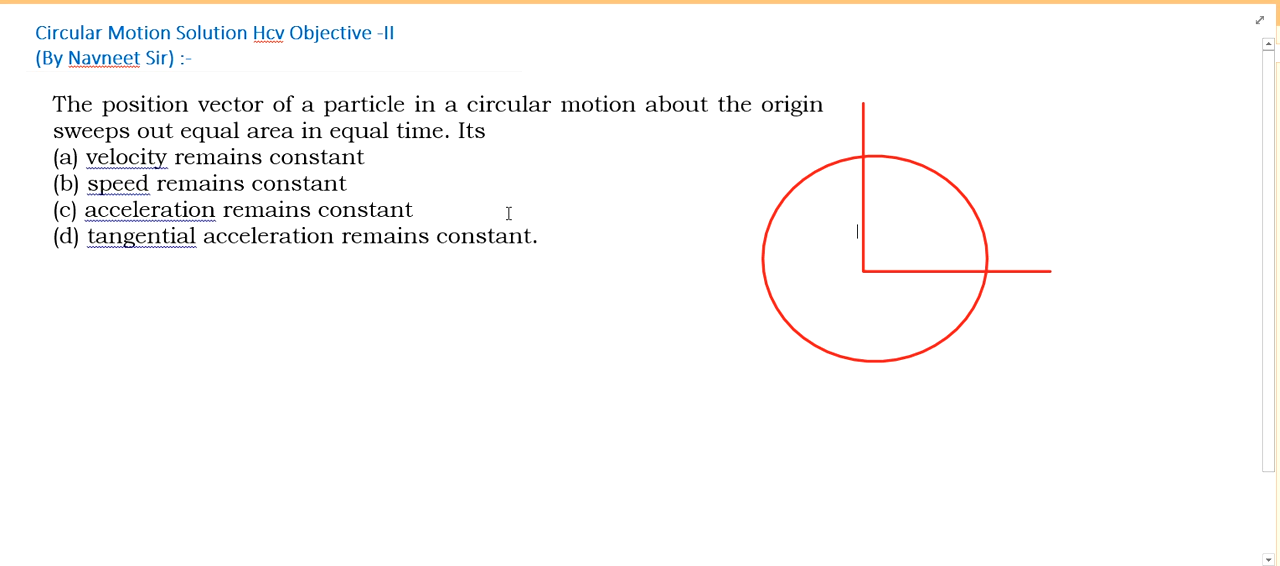 Circular Motion Solution Hcv Objective -II
(By Navneet Sir) :-
The position vector of a particle in a circular motion about the origin
sweeps out equal area in equal time. Its
(a) velocity remains constant
(b) speed remains constant
(c) acceleration remains constant
(d) tangential acceleration remains constant.